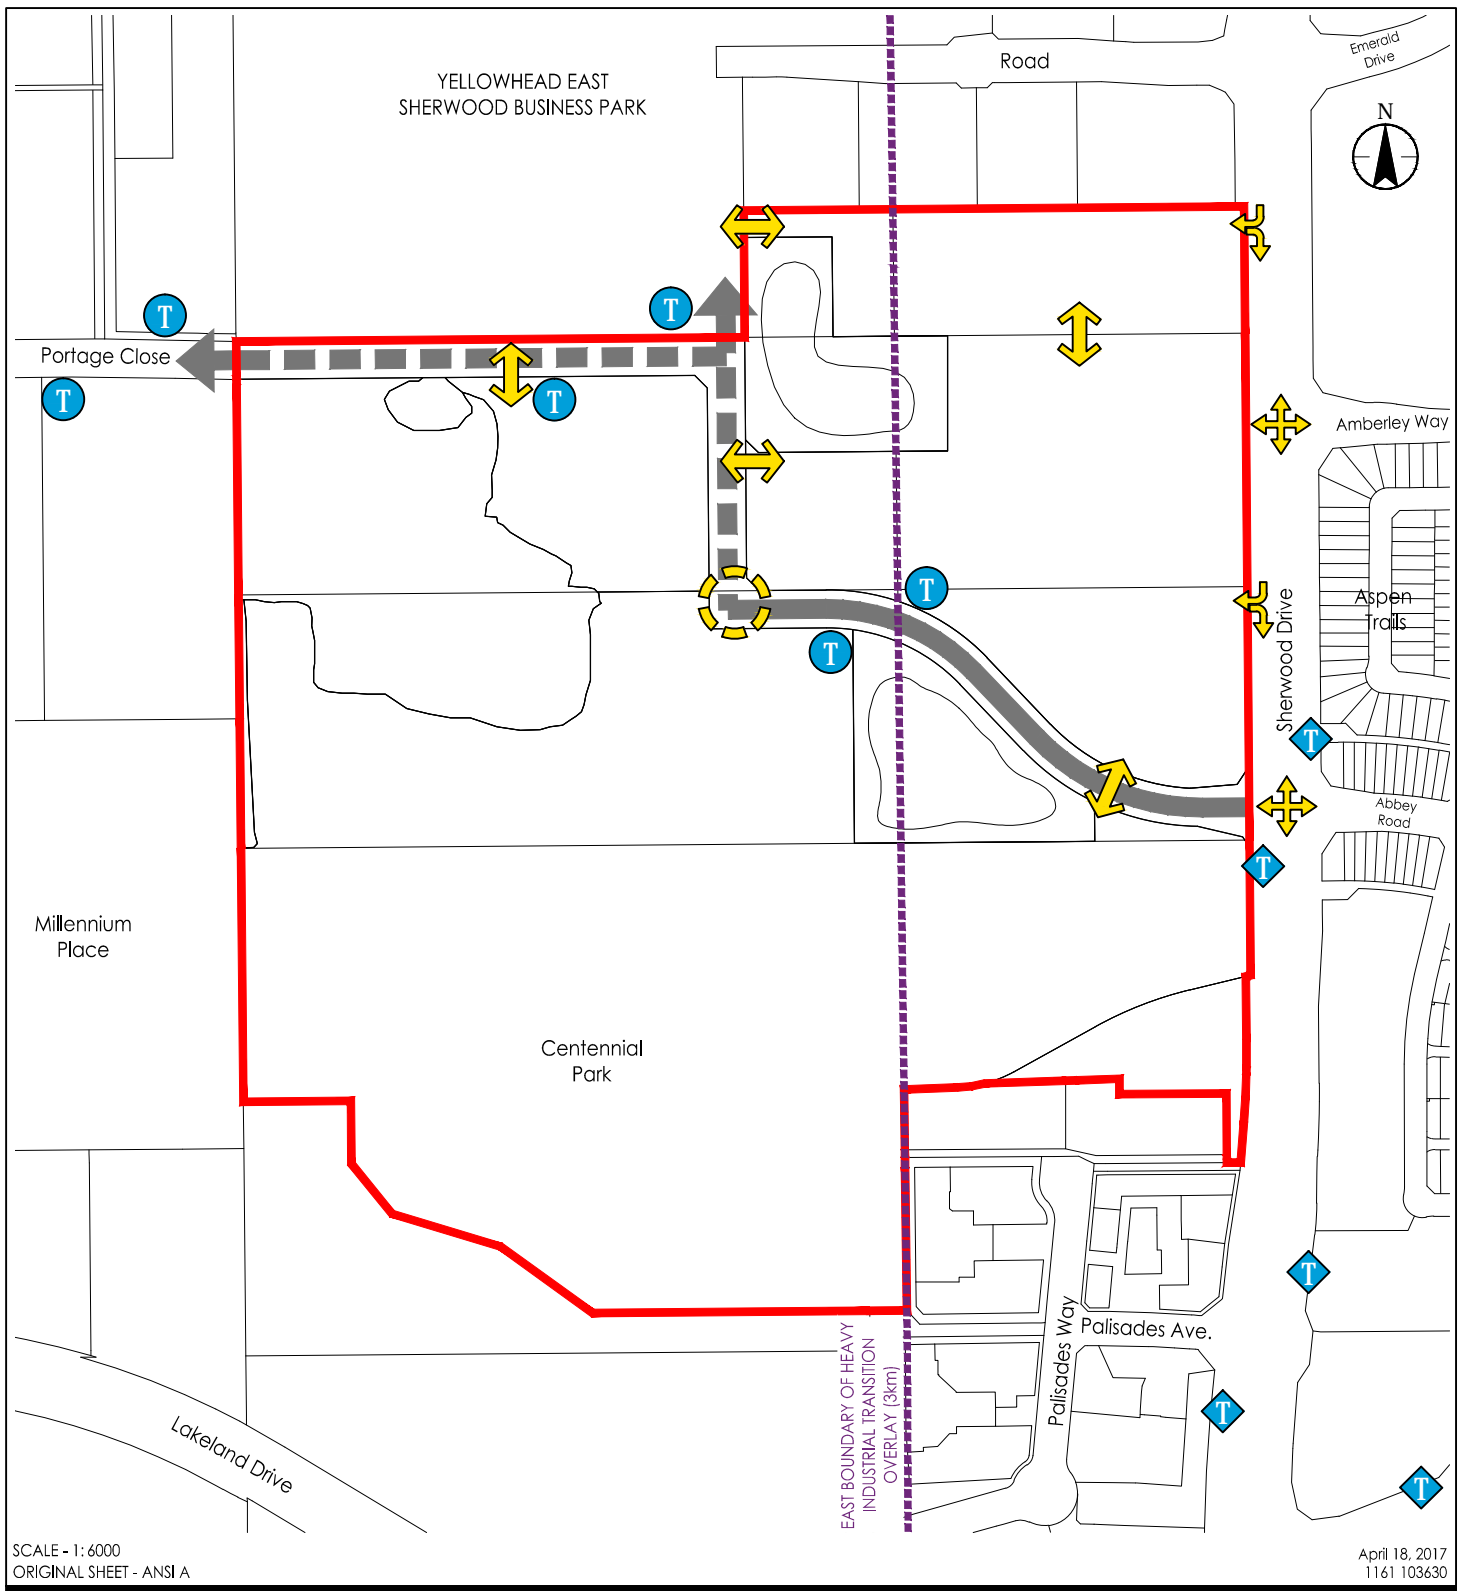 Road
Emerald
Drive
YELLOWHEAD EAST
SHERWOOD BUSINESS PARK
N
T
T
Portage Close
T
T
Amberley Way
T
Aspen
Trails
Sherwood Drive
T
T
Abbey
Road
T
Millennium
Place
Centennial
Park
T
Palisades Way
Palisades Ave.
EAST BOUNDARY OF HEAVY
INDUSTRIAL TRANSITION
OVERLAY (3km)
T
Lakeland Drive
T
SCALE - 1:6000
ORIGINAL SHEET - ANSI A
April 18, 2017
1161 103630